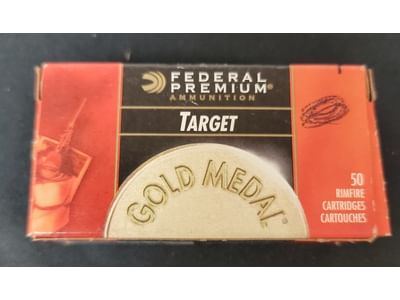 FEDERAL
PREMIUM®
AMMUNITION
TARGET
GOLD MEDAL®
50
RIMFIRE
CARTRIDGES
CARTOUCHES